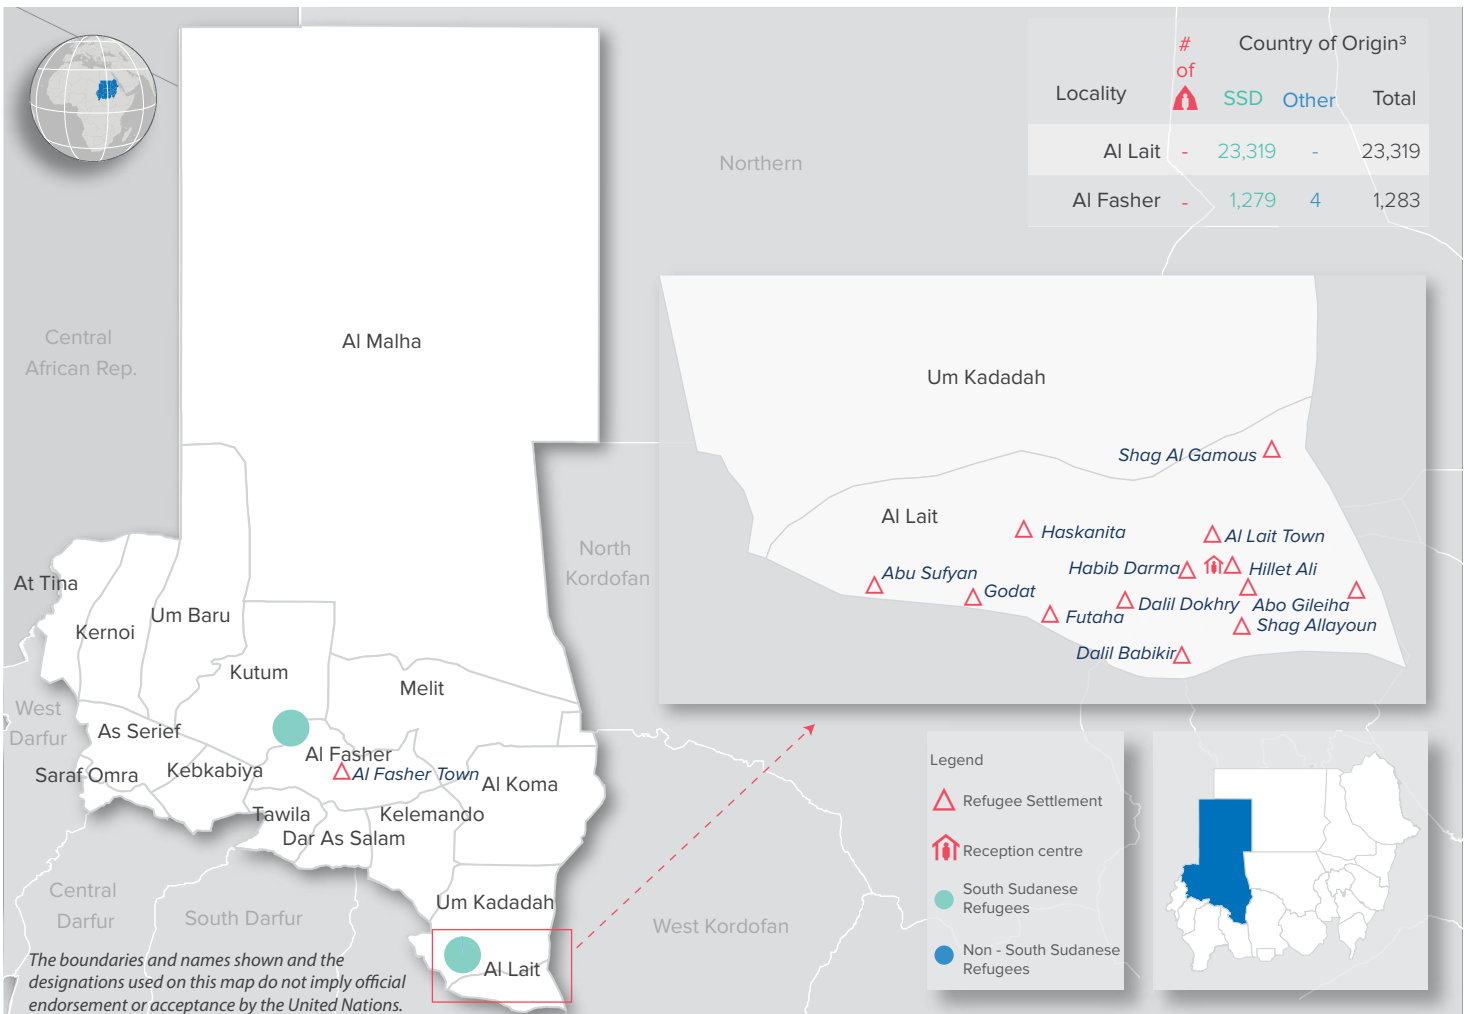 #
of
Country of Origin³
Locality
SSD
Other
Total
Al Lait - 23,319 - 23,319
Al Fasher - 1,279 4 1,283
Northern
Central
African Rep.
Al Malha
Um Kadadah
Shag Al Gamous
Al Lait
Haskanita
Al Lait Town
Habib Darma
Hillet Ali
Abu Sufyan
Godat
Dalil Dokhry
Abo Gileiha
Futaha
Shag Allayoun
Dalil Babikir
North
Kordofan
At Tina
Kernoi
Um Baru
Kutum
Melit
West
Darfur
As Serief
Al Fasher
Al Fasher Town
Saraf Omra
Kebkabiya
Al Koma
Tawila
Kelemando
Dar As Salam
Central
Darfur
South Darfur
Um Kadadah
West Kordofan
Al Lait
Legend
Refugee Settlement
Reception centre
South Sudanese
Refugees
Non - South Sudanese
Refugees
The boundaries and names shown and the
designations used on this map do not imply official
endorsement or acceptance by the United Nations.